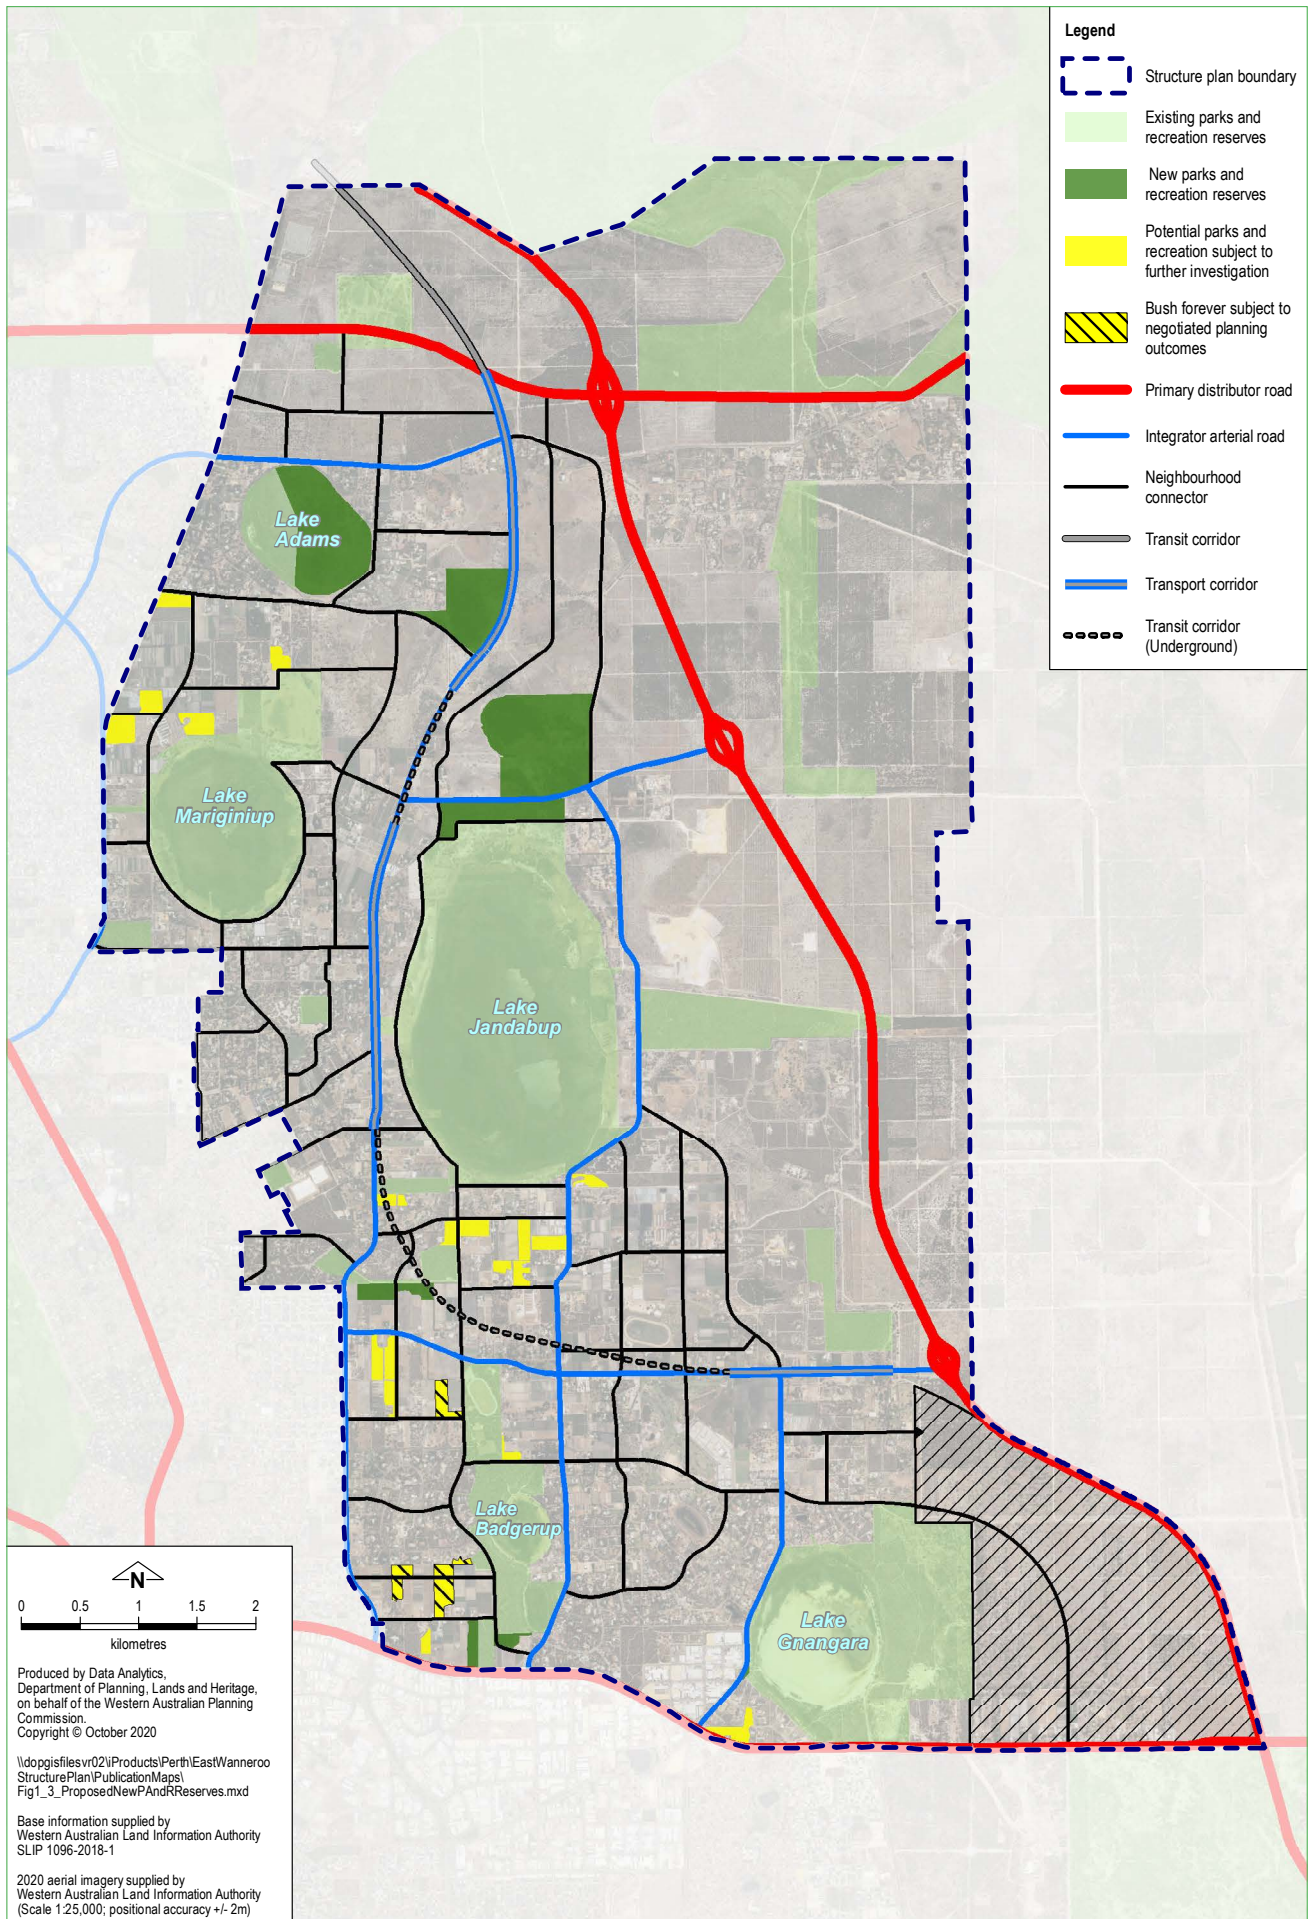 Legend
Structure plan boundary
Existing parks and
recreation reserves
New parks and
recreation reserves
Potential parks and
recreation subject to
further investigation
Bush forever subject to
negotiated planning
outcomes
Primary distributor road
Integrator arterial road
Neighbourhood
connector
Transit corridor
Transport corridor
Transit corridor
(Underground)
Lake
Adams
Lake
Mariginiup
Lake
Jandabup
Lake
Badgerup
Lake
Gnangara
N
0 0.5 1 1.5 2
kilometres
Produced by Data Analytics,
Department of Planning, Lands and Heritage,
on behalf of the Western Australian Planning
Commission.
Copyright © October 2020
\\dopgisfilesvr02\iProducts\Perth\EastWanneroo
StructurePlan\PublicationMaps\
Fig1_3_ProposedNewPAndRReserves.mxd
Base information supplied by
Western Australian Land Information Authority
SLIP 1096-2018-1
2020 aerial imagery supplied by
Western Australian Land Information Authority
(Scale 1:25,000; positional accuracy +/- 2m)